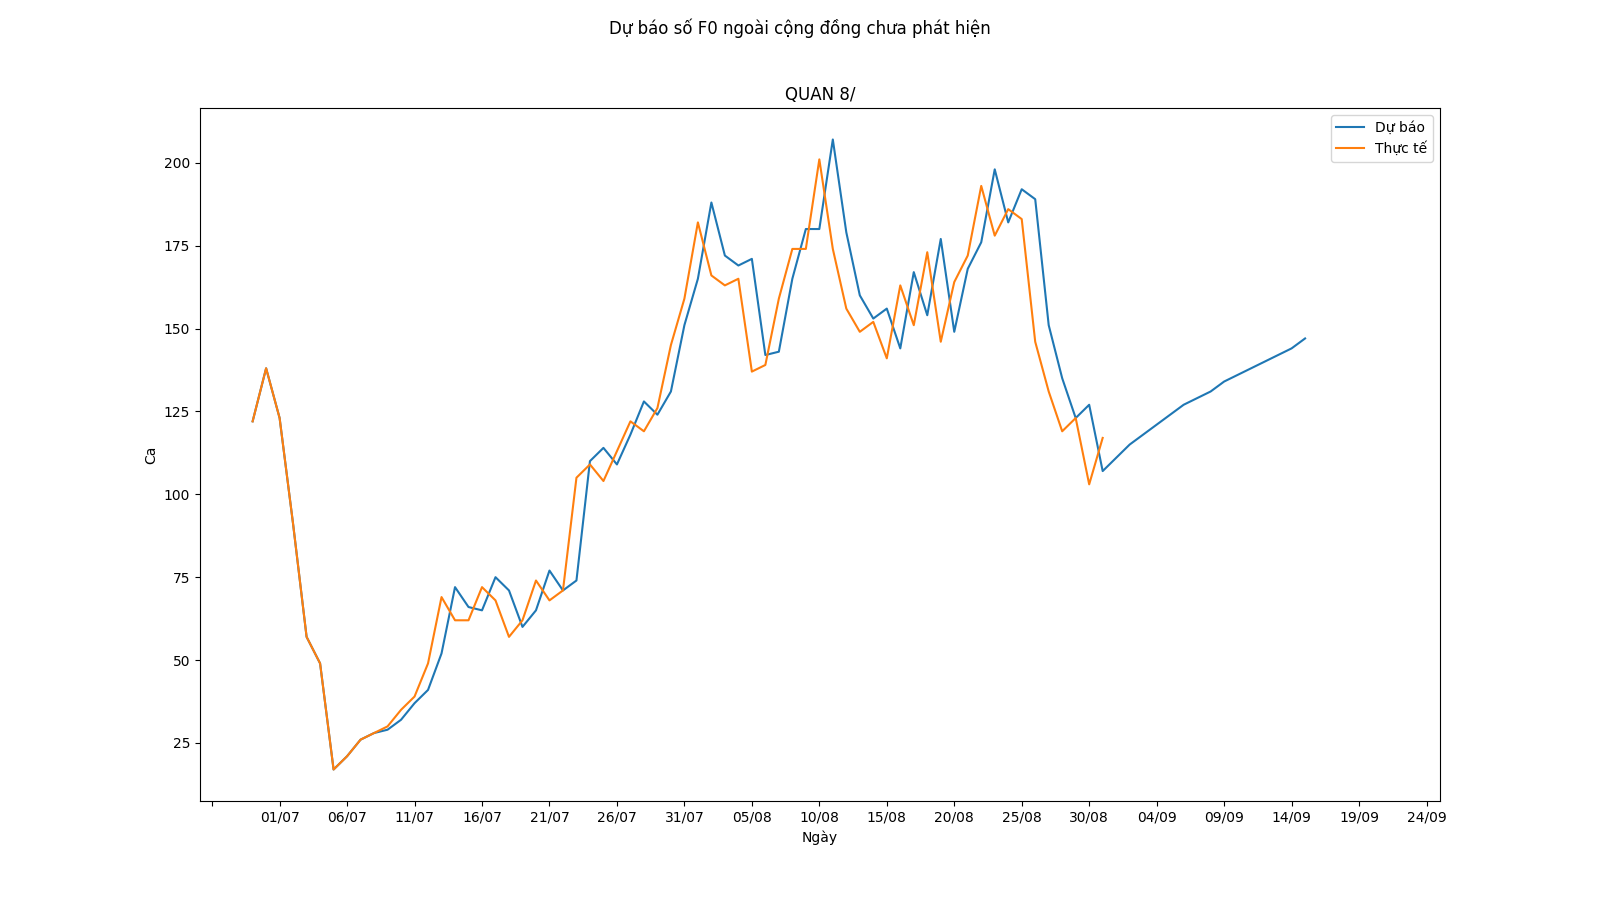 Dự báo số F0 ngoài cộng đồng chưa phát hiện
QUAN 8/
Dự báo
Thực tế
200
175
150
125
100
75
50
25
Ca
01/07 06/07 11/07 16/07 21/07 26/07 31/07 05/08 10/08 15/08 20/08 25/08 30/08 04/09 09/09 14/09 19/09 24/09
Ngày